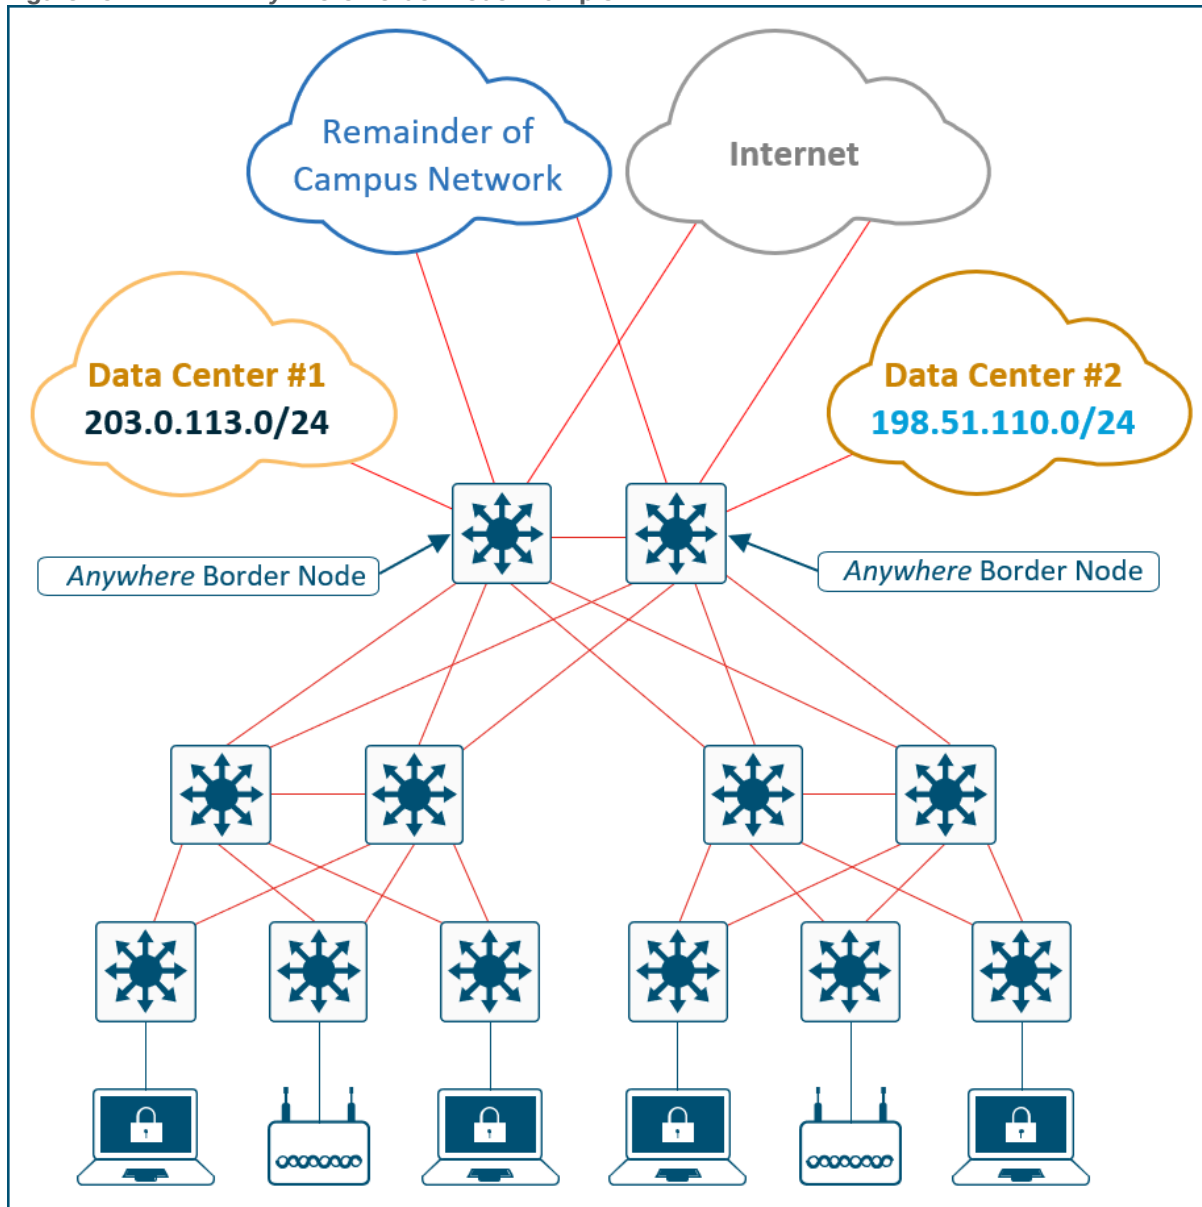 Remainder of
Campus Network
Internet
Data Center #1
203.0.113.0/24
Data Center #2
198.51.110.0/24
Anywhere Border Node
Anywhere Border Node